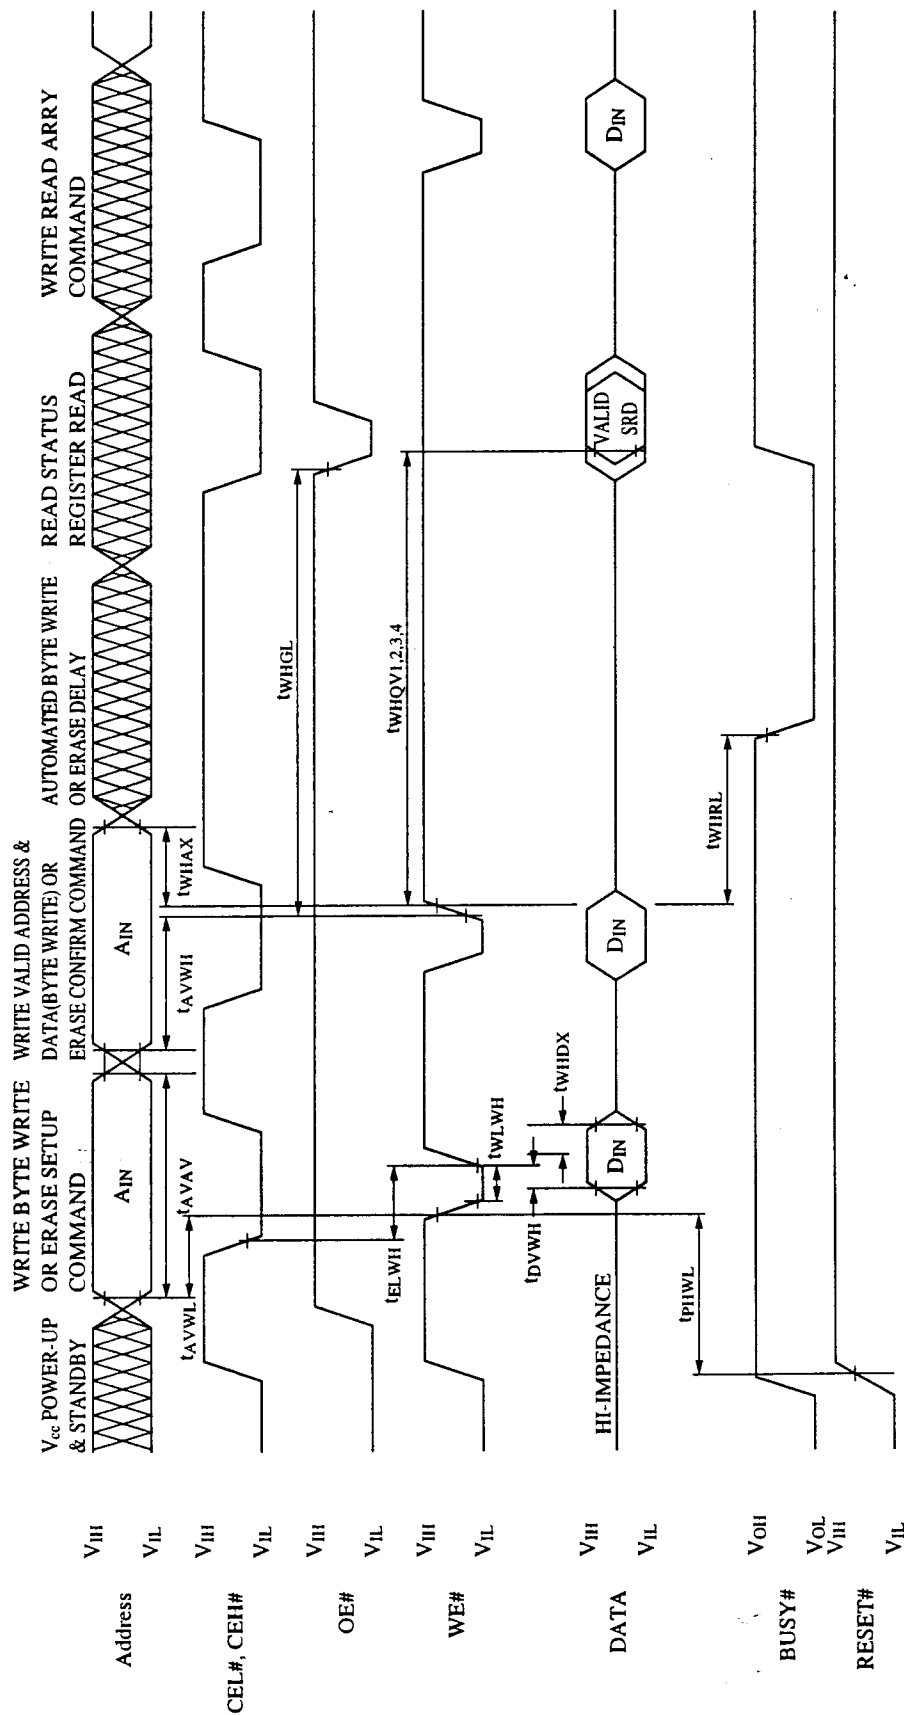 Vcc POWER-UP
& STANDBY
WRITE BYTE WRITE
OR ERASE SETUP
COMMAND
WRITE VALID ADDRESS &
DATA(BYTE WRITE) OR
ERASE CONFIRM COMMAND
AUTOMATED BYTE WRITE
OR ERASE DELAY
READ STATUS
REGISTER READ
WRITE READ ARRY
COMMAND
Address
VIH
VIL
AIN
AIN
tAVWL
tAVAV
tAVWH
tWHAX
CEL#, CEH#
VIH
VIL
OE#
VIH
VIL
tWHGL
WE#
VIH
VIL
tELWH
tWLWH
tWHQV1,2,3,4
tDVWH
tWHDX
DATA
VIH
VIL
HI-IMPEDANCE
DIN
DIN
VALID
SRD
DIN
tPHWL
tWHRL
BUSY#
VOH
VOL
RESET#
VIH
VIL